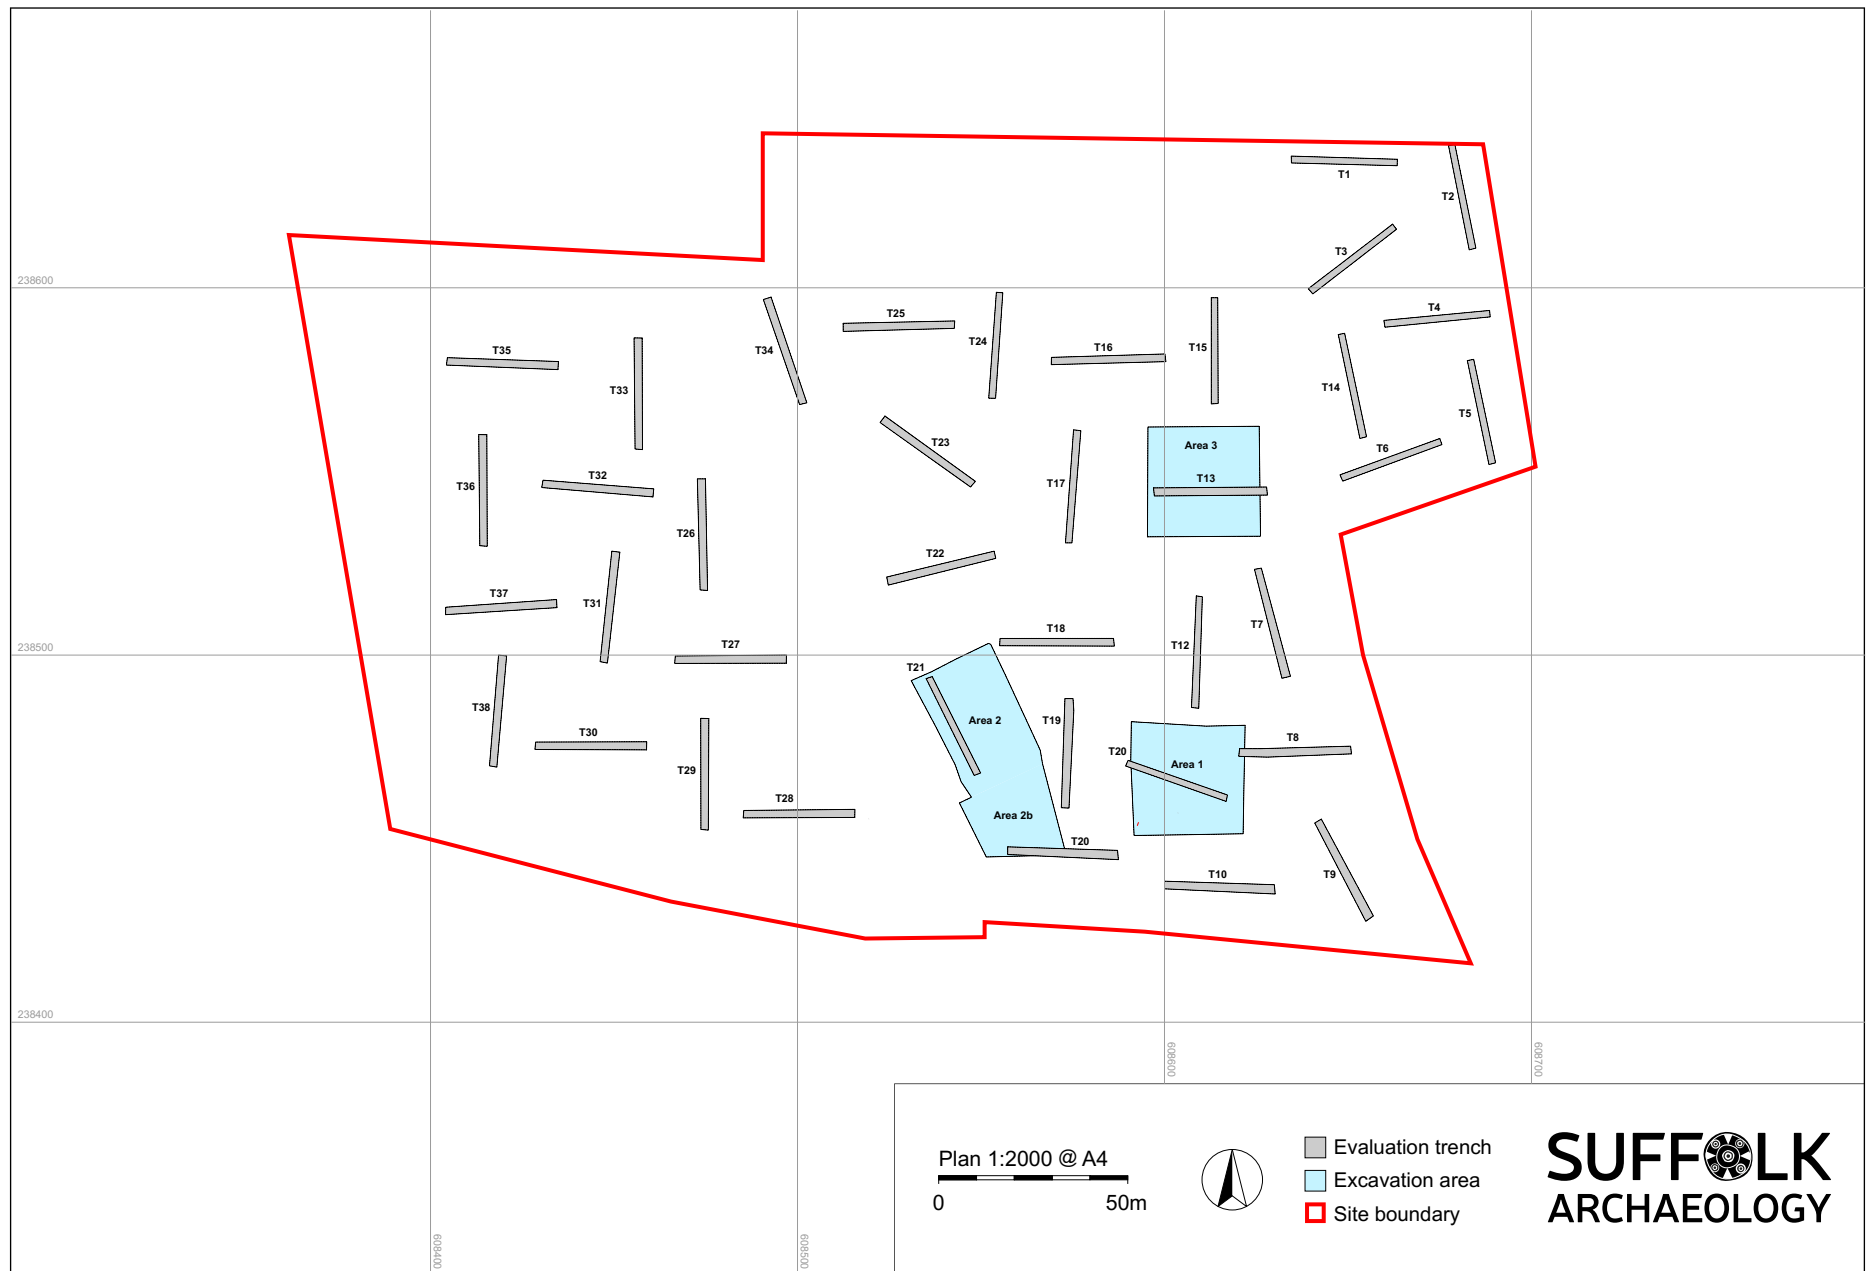 T1
T2
T3
238600
T4
T25
T34
T24
T16
T15
T35
T33
T14
T5
T23
Area 3
T6
T36
T32
T17
T13
T26
T22
T37
T31
T7
T18
T12
238500
T27
T21
T38
Area 2
T19
T30
T8
T20
Area 1
T29
T28
Area 2b
T20
T10
T9
238400
608400
608500
608600
608700
Plan 1:2000 @ A4
0 50m
Evaluation trench
Excavation area
Site boundary
SUFFOLK
ARCHAEOLOGY